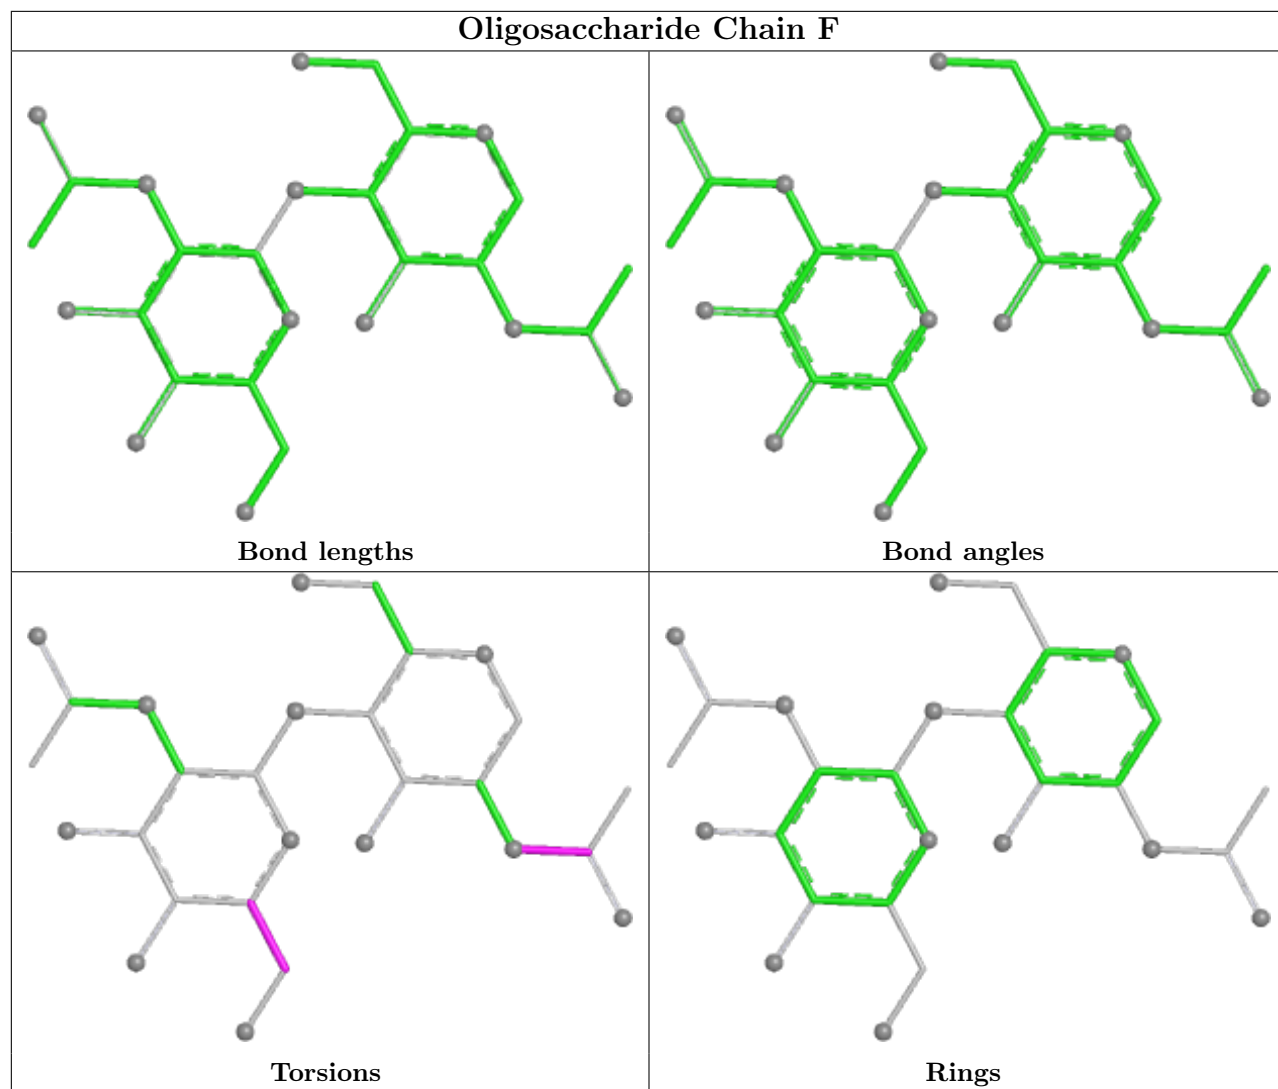 Oligosaccharide Chain F
Bond lengths
Bond angles
Torsions
Rings